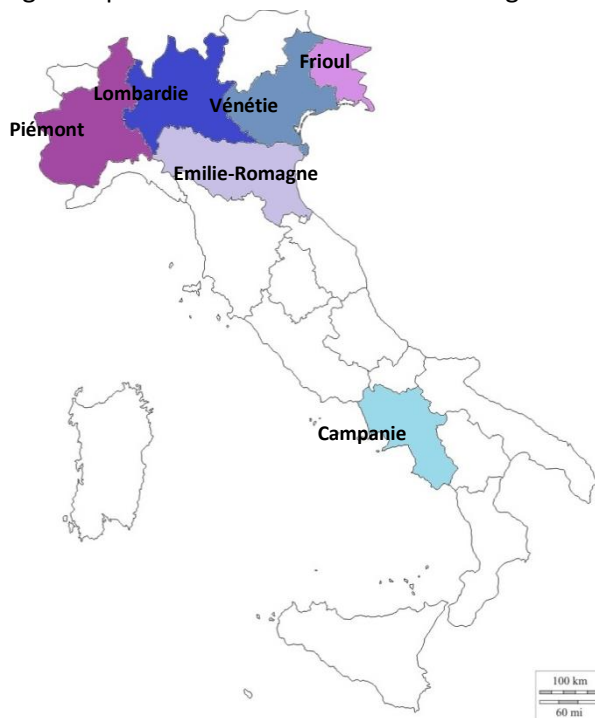 Frioul
Lombardie
Vénétie
Piémont
Emilie-Romagne
Campanie
100 km
60 mi